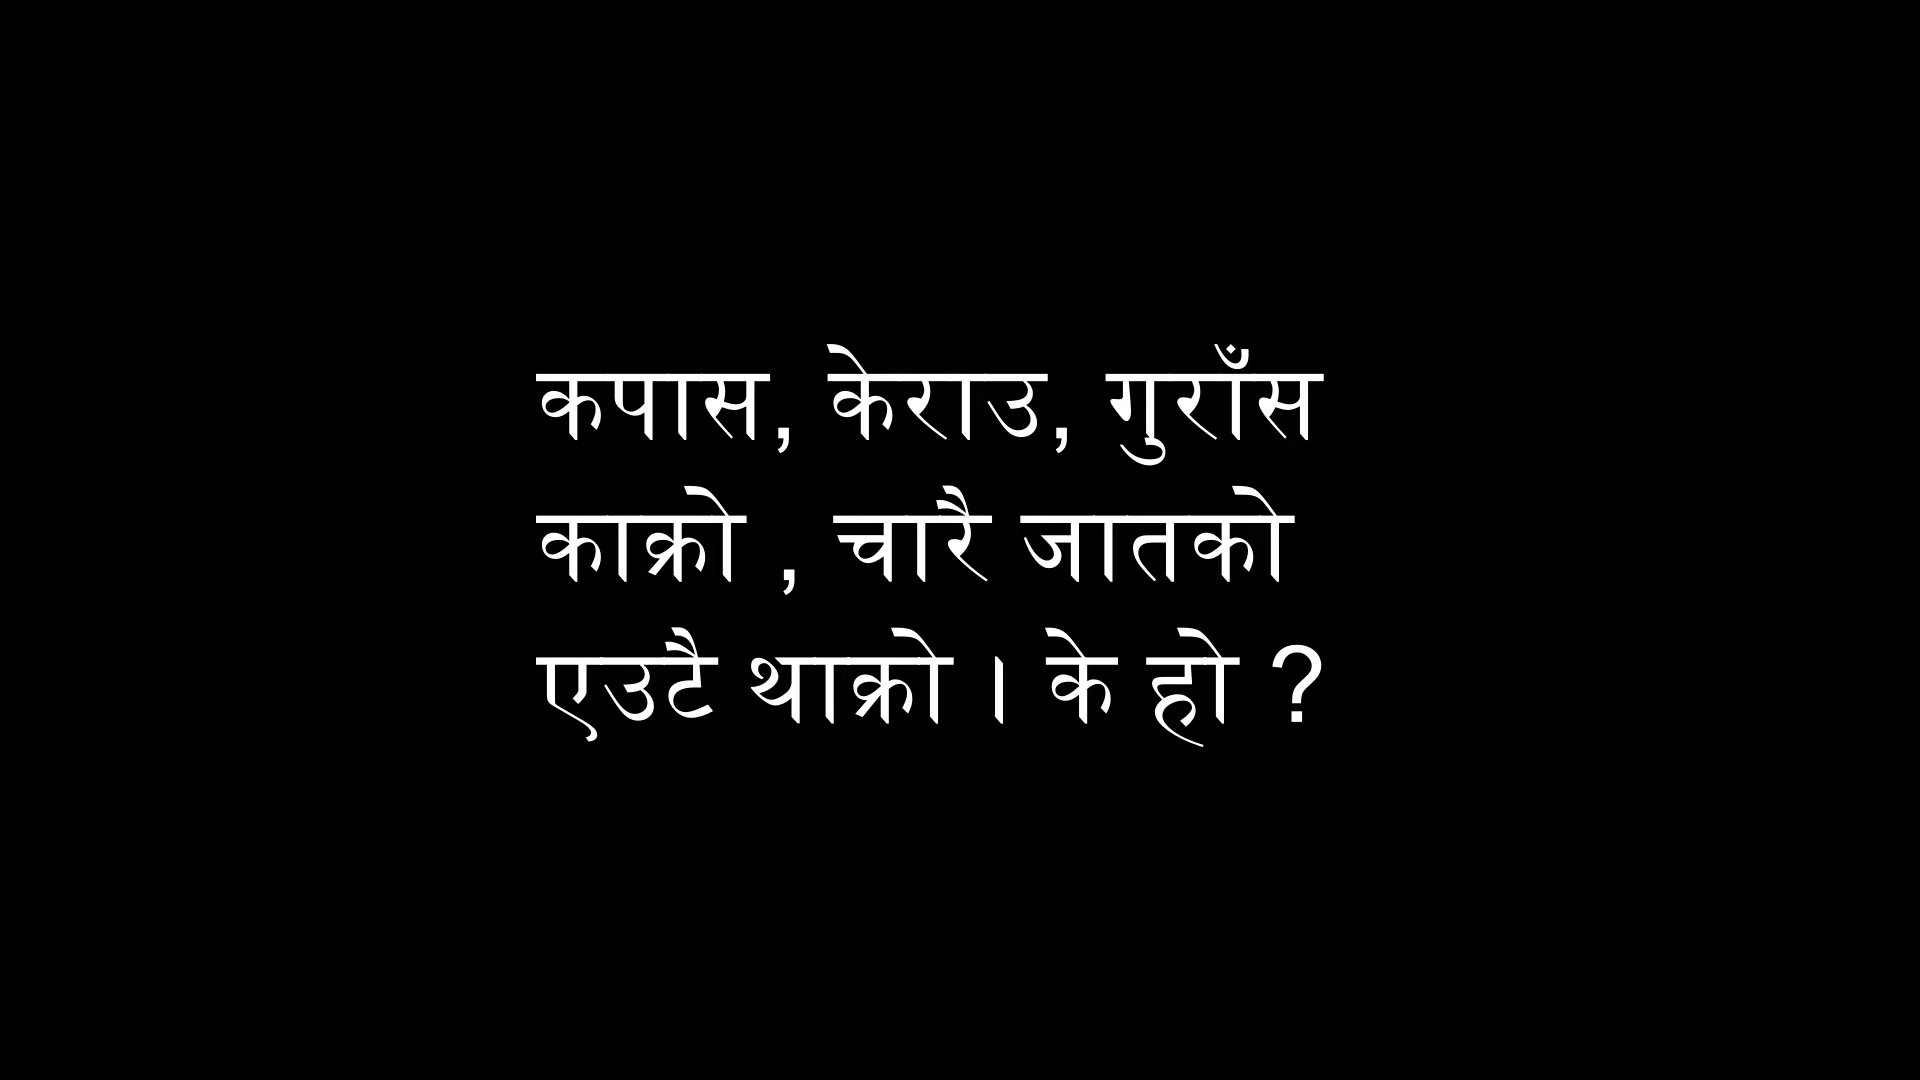 कपास, केराउ, गुराँस
काक्रो , चारै जातको
एउटै थाक्रो । के हो ?